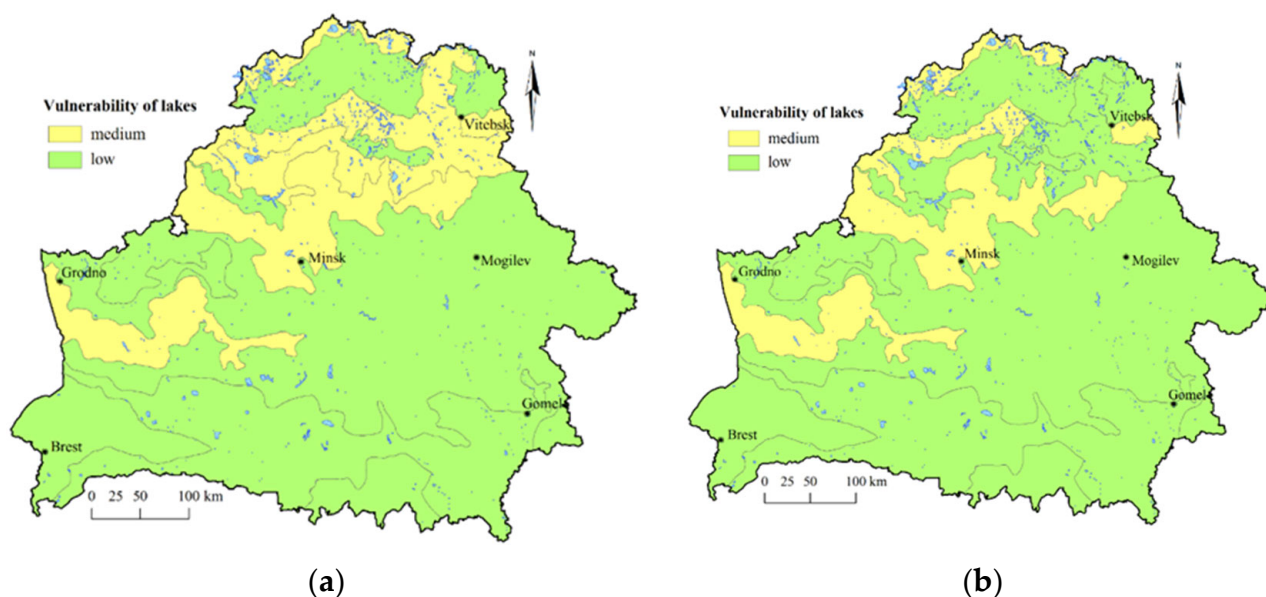 N
Vulnerability of lakes
medium
low
Vitebsk
Minsk
Mogilev
Grodno
Gomel
Brest
0 25 50 100 km
(a)
N
Vulnerability of lakes
medium
low
Vitebsk
Minsk
Mogilev
Grodno
Gomel
Brest
0 25 50 100 km
(b)